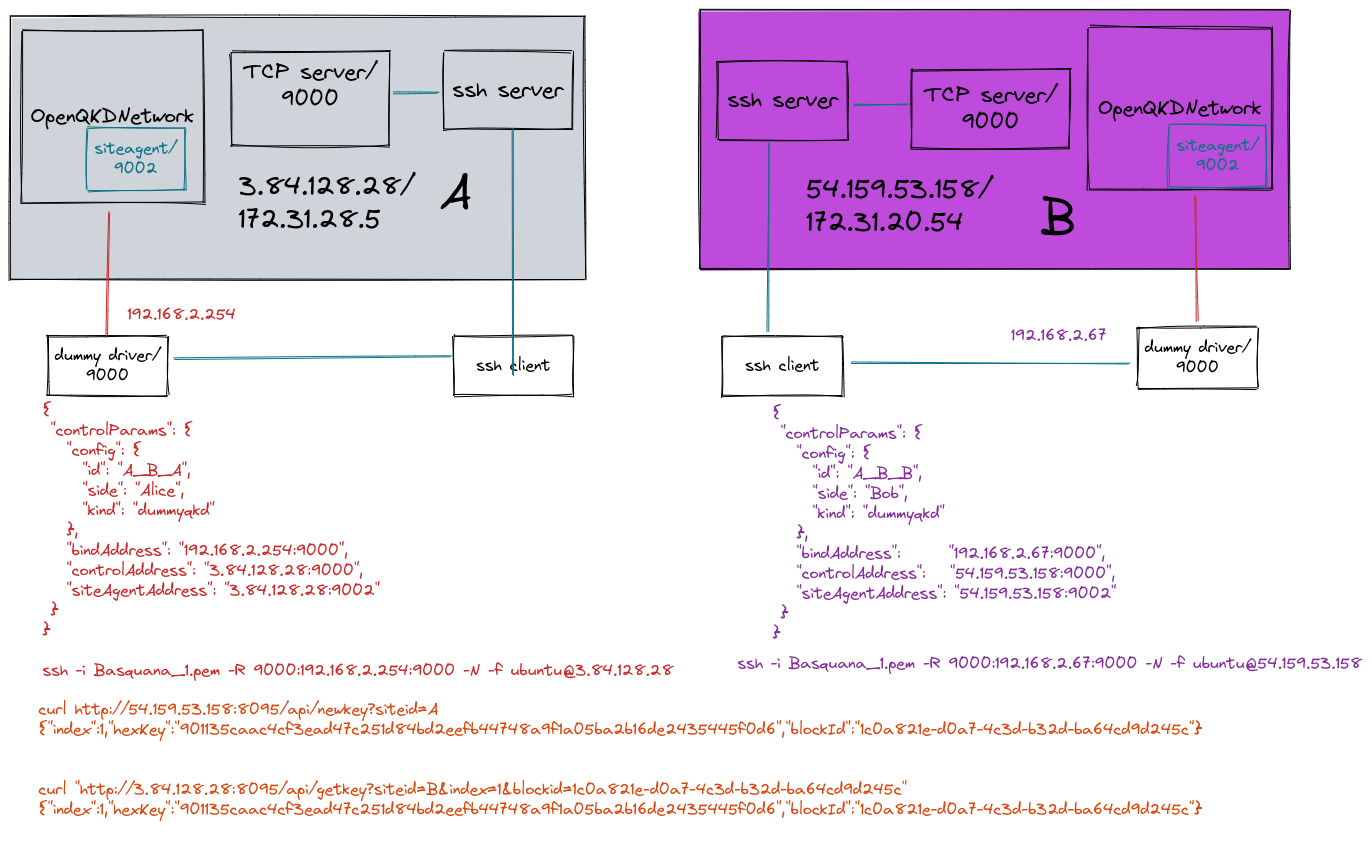 OpenQKDNetwork
siteagent/
9002
TCP server/
9000
ssh server
3.84.128.28/
172.31.28.5
A
ssh server
TCP server/
9000
OpenQKDNetwork
siteagent/
9002
54.159.53.158/
172.31.20.54
B
192.168.2.254
dummy driver/
9000
ssh client
ssh client
192.168.2.67
dummy driver/
9000
{
"controlParams": {
"config": {
"id": "A_B_A",
"side": "Alice",
"kind": "dummyqkd"
},
"bindAddress": "192.168.2.254:9000",
"controlAddress": "3.84.128.28:9000",
"siteAgentAddress": "3.84.128.28:9002"
}
}
ssh -i Basquana_1.pem -R 9000:192.168.2.254:9000 -N -f ubuntu@3.84.128.28
{
"controlParams": {
"config": {
"id": "A_B_B",
"side": "Bob",
"kind": "dummyqkd"
},
"bindAddress": "192.168.2.67:9000",
"controlAddress": "54.159.53.158:9000",
"siteAgentAddress": "54.159.53.158:9002"
}
}
ssh -i Basquana_1.pem -R 9000:192.168.2.67:9000 -N -f ubuntu@54.159.53.158
curl http://54.159.53.158:8095/api/newkey?siteid=A
{"index":1,"hexKey":"901135caac4cf3ead47c251d84bd2eefb44748a9f1a05ba2b16de2435445f0d6","blockId":"1c0a821e-d0a7-4c3d-b32d-ba64cd9d245c"}
curl "http://3.84.128.28:8095/api/getkey?siteid=B&index=1&blockid=1c0a821e-d0a7-4c3d-b32d-ba64cd9d245c"
{"index":1,"hexKey":"901135caac4cf3ead47c251d84bd2eefb44748a9f1a05ba2b16de2435445f0d6","blockId":"1c0a821e-d0a7-4c3d-b32d-ba64cd9d245c"}